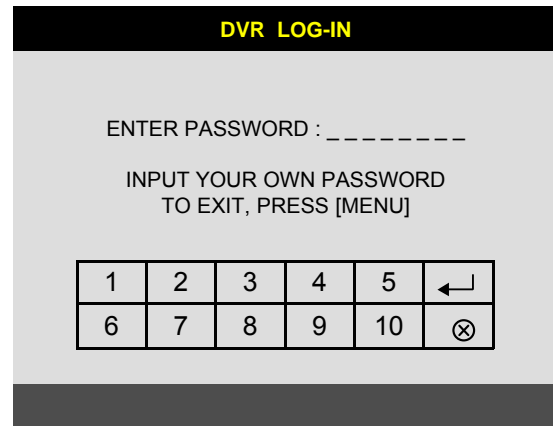 DVR LOG-IN
ENTER PASSWORD : _ _ _ _ _ _ _ _
INPUT YOUR OWN PASSWORD
TO EXIT, PRESS [MENU]
1 2 3 4 5
6 7 8 9 10